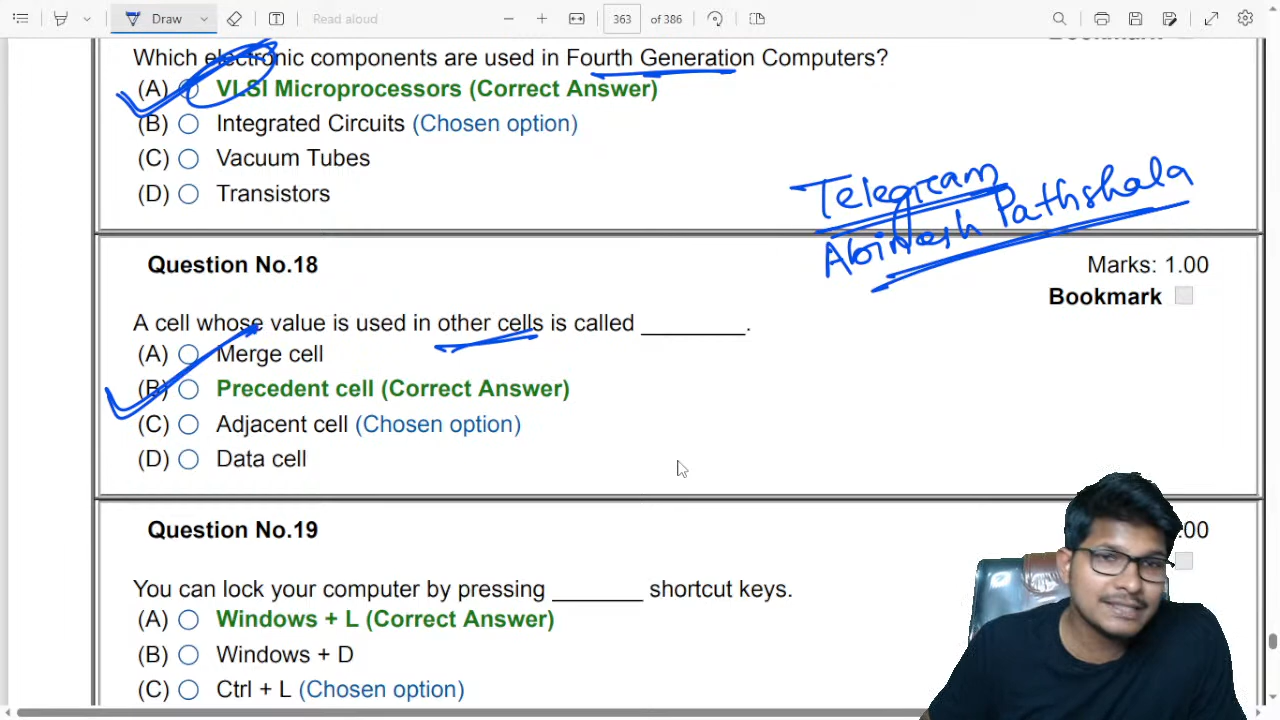 Draw
Read aloud
363 of 386
Which electronic components are used in Fourth Generation Computers?
(A) VLSI Microprocessors (Correct Answer)
(B) Integrated Circuits (Chosen option)
(C) Vacuum Tubes
(D) Transistors
Telegram
Abinash Pathshala
Question No.18
Marks: 1.00
Bookmark
A cell whose value is used in other cells is called ________.
(A) Merge cell
(B) Precedent cell (Correct Answer)
(C) Adjacent cell (Chosen option)
(D) Data cell
Question No.19
.00
You can lock your computer by pressing _______ shortcut keys.
(A) Windows + L (Correct Answer)
(B) Windows + D
(C) Ctrl + L (Chosen option)